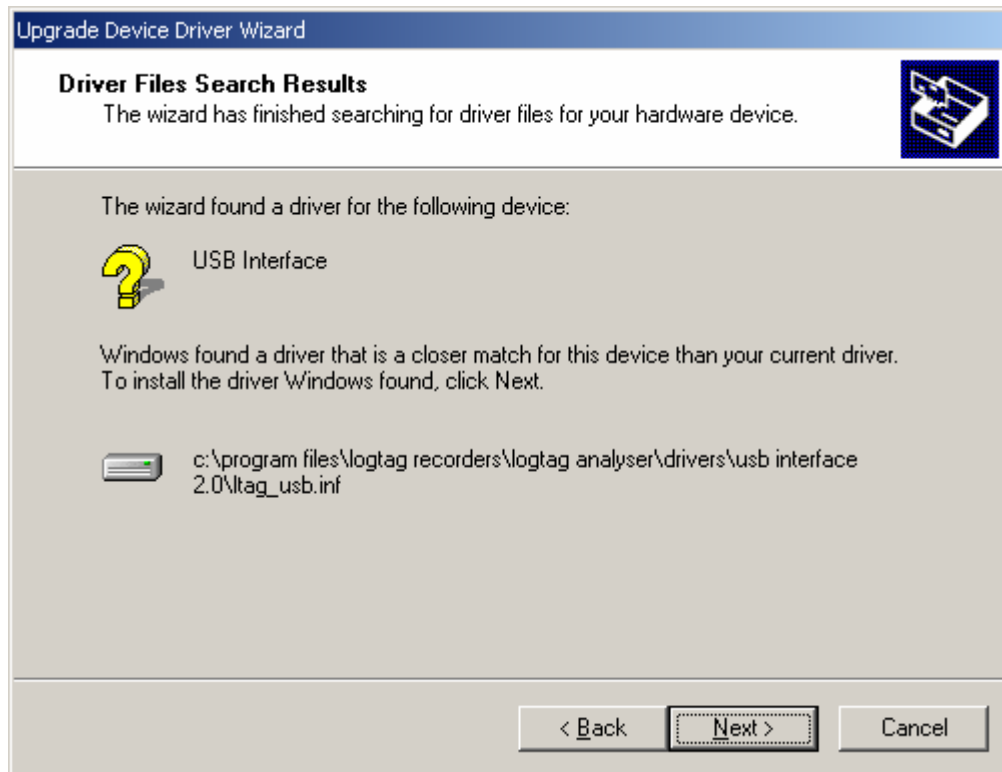 Upgrade Device Driver Wizard
Driver Files Search Results
The wizard has finished searching for driver files for your hardware device.
The wizard found a driver for the following device:
USB Interface
Windows found a driver that is a closer match for this device than your current driver.
To install the driver Windows found, click Next.
c:\program files\logtag recorders\logtag analyser\drivers\usb interface
2.0\ltag_usb.inf
< Back
Next >
Cancel